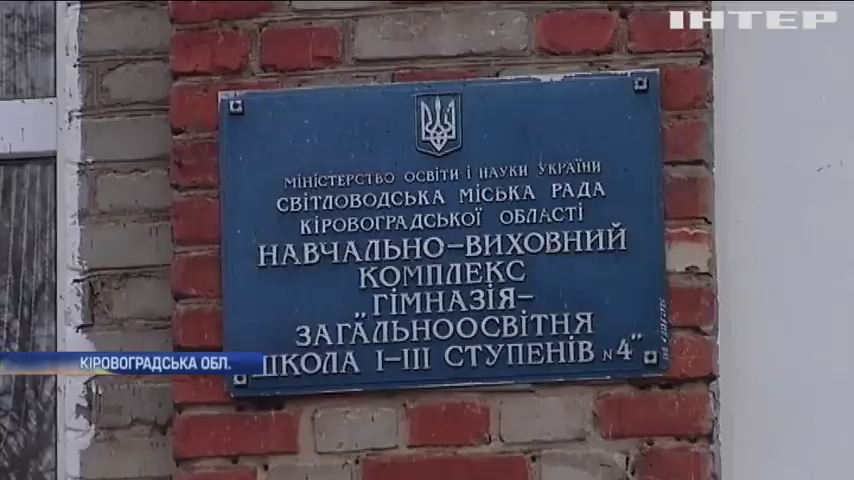 ІНТЕР
МІНІСТЕРСТВО ОСВІТИ І НАУКИ УКРАЇНИ
СВІТЛОВОДСЬКА МІСЬКА РАДА
КІРОВОГРАДСЬКОЇ ОБЛАСТІ
НАВЧАЛЬНО–ВИХОВНИЙ
КОМПЛЕКС
„ГІМНАЗІЯ–
ЗАГАЛЬНООСВІТНЯ
ШКОЛА І–ІІІ СТУПЕНІВ №4"
КІРОВОГРАДСЬКА ОБЛ.